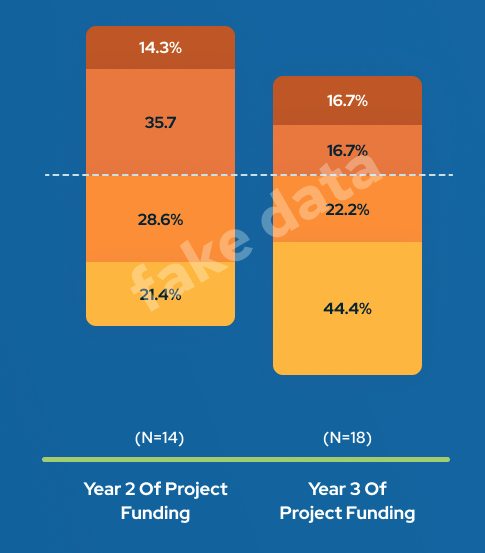 14.3%
35.7
28.6%
21.4%
16.7%
16.7%
22.2%
44.4%
fake data
(N=14)
(N=18)
Year 2 Of Project
Funding
Year 3 Of
Project Funding